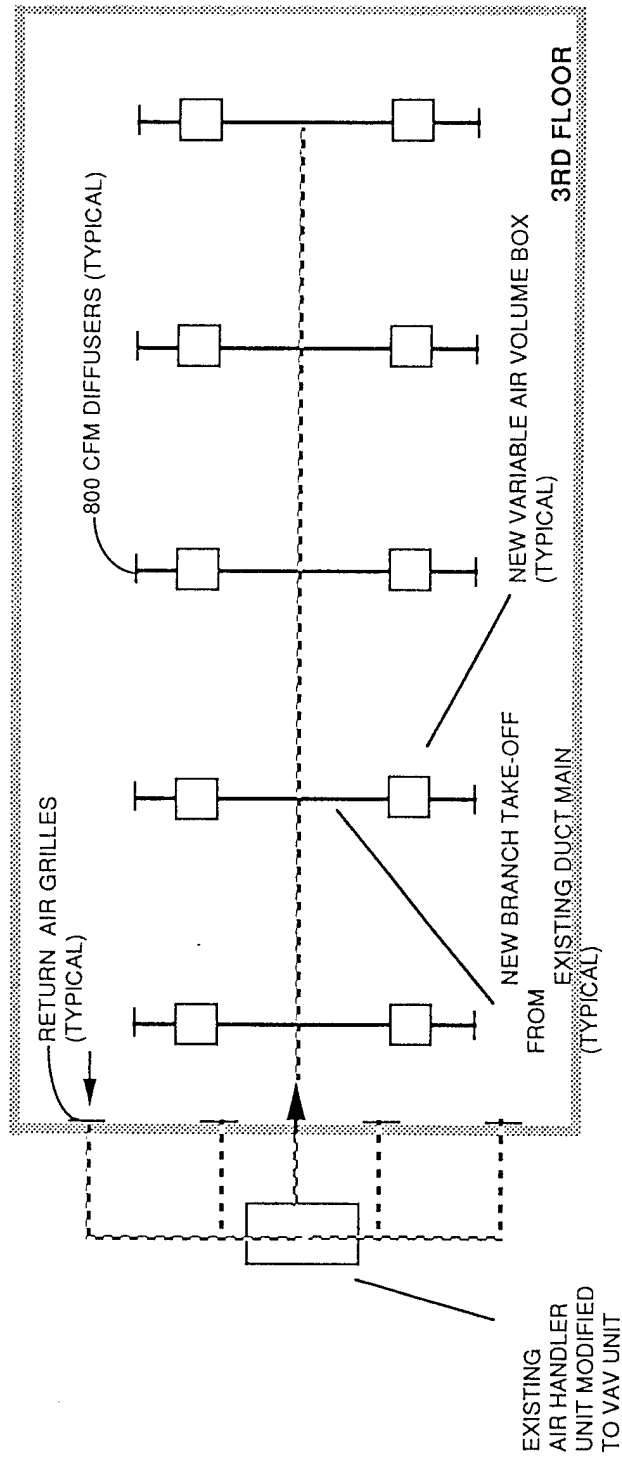 RETURN AIR GRILLES
(TYPICAL)
800 CFM DIFFUSERS (TYPICAL)
EXISTING
AIR HANDLER
UNIT MODIFIED
TO VAV UNIT
NEW BRANCH TAKE-OFF
FROM
EXISTING DUCT MAIN
(TYPICAL)
NEW VARIABLE AIR VOLUME BOX
(TYPICAL)
3RD FLOOR